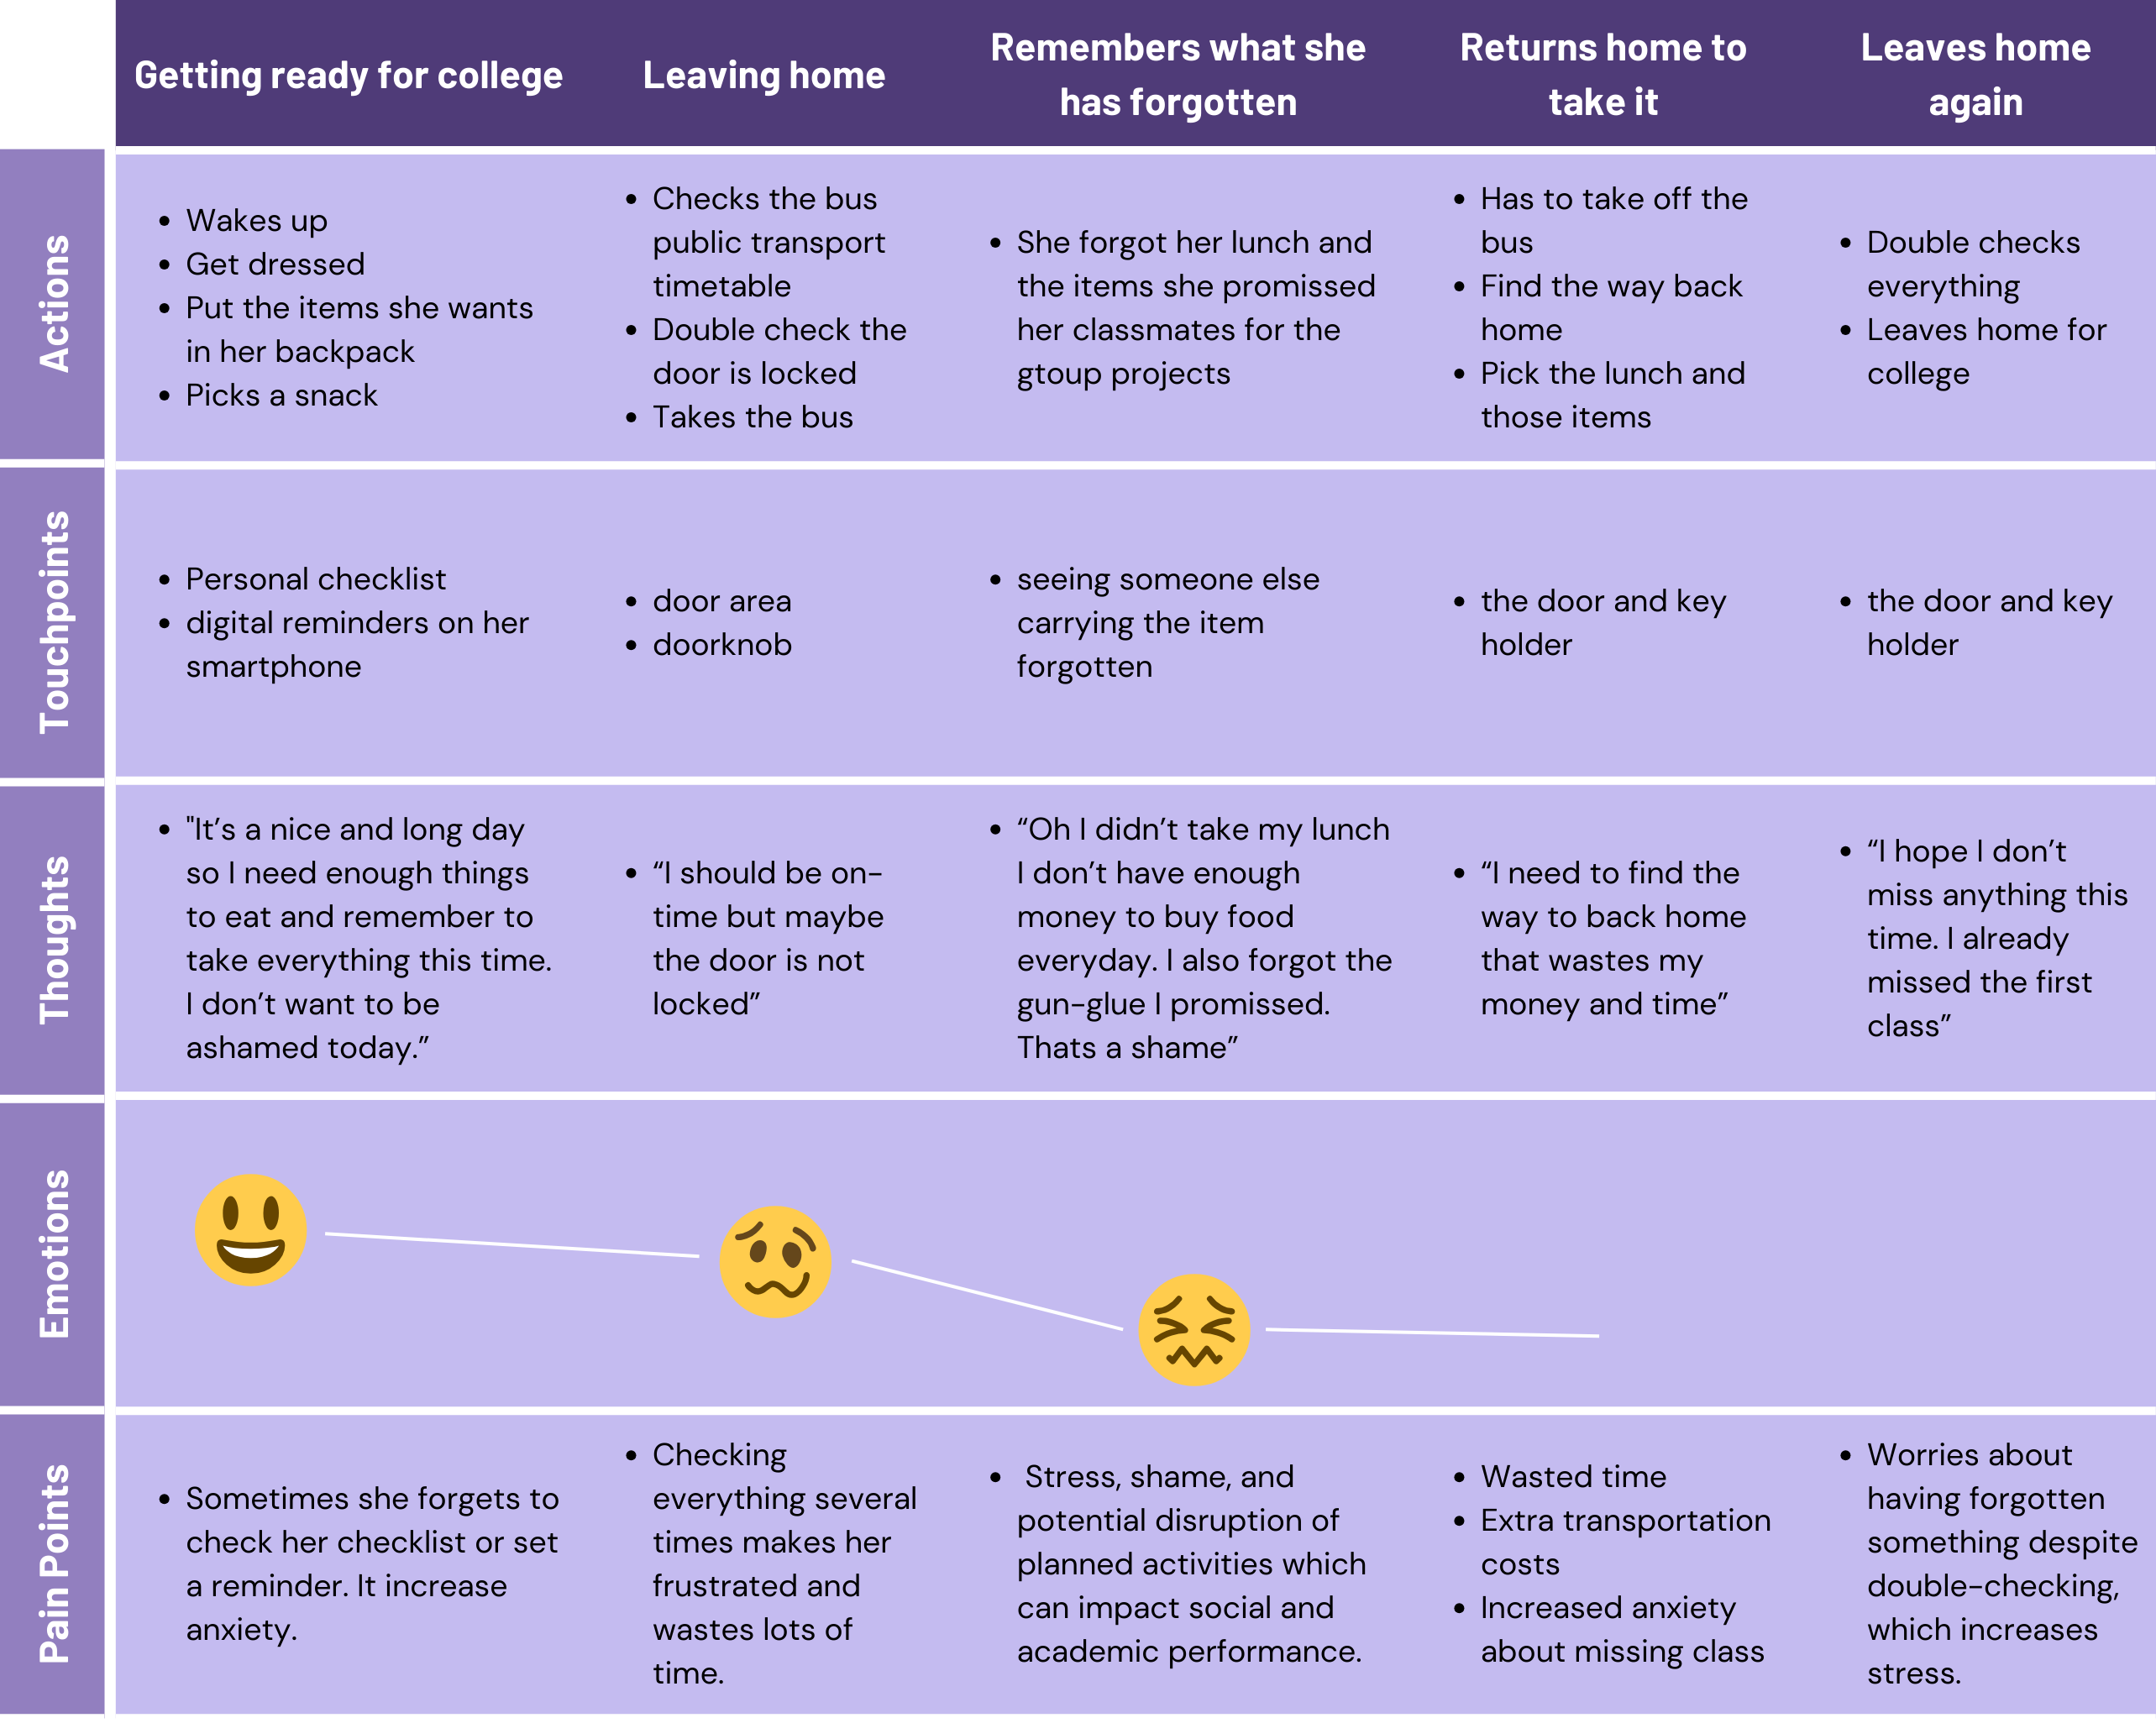 Getting ready for college
Leaving home
Remembers what she
has forgotten
Returns home to
take it
Leaves home
again
Actions
• Wakes up
• Get dressed
• Put the items she wants
in her backpack
• Picks a snack
• Checks the bus
public transport
timetable
• Double check the
door is locked
• Takes the bus
• She forgot her lunch and
the items she promissed
her classmates for the
gtoup projects
• Has to take off the
bus
• Find the way back
home
• Pick the lunch and
those items
• Double checks
everything
• Leaves home for
college
Touchpoints
• Personal checklist
• digital reminders on her
smartphone
• door area
• doorknob
• seeing someone else
carrying the item
forgotten
• the door and key
holder
• the door and key
holder
Thoughts
• "It’s a nice and long day
so I need enough things
to eat and remember to
take everything this time.
I don’t want to be
ashamed today.”
• “I should be on-
time but maybe
the door is not
locked”
• “Oh I didn’t take my lunch
I don’t have enough
money to buy food
everyday. I also forgot the
gun-glue I promissed.
Thats a shame”
• “I need to find the
way to back home
that wastes my
money and time”
• “I hope I don’t
miss anything this
time. I already
missed the first
class”
Emotions
Pain Points
• Sometimes she forgets to
check her checklist or set
a reminder. It increase
anxiety.
• Checking
everything several
times makes her
frustrated and
wastes lots of
time.
• Stress, shame, and
potential disruption of
planned activities which
can impact social and
academic performance.
• Wasted time
• Extra transportation
costs
• Increased anxiety
about missing class
• Worries about
having forgotten
something despite
double-checking,
which increases
stress.